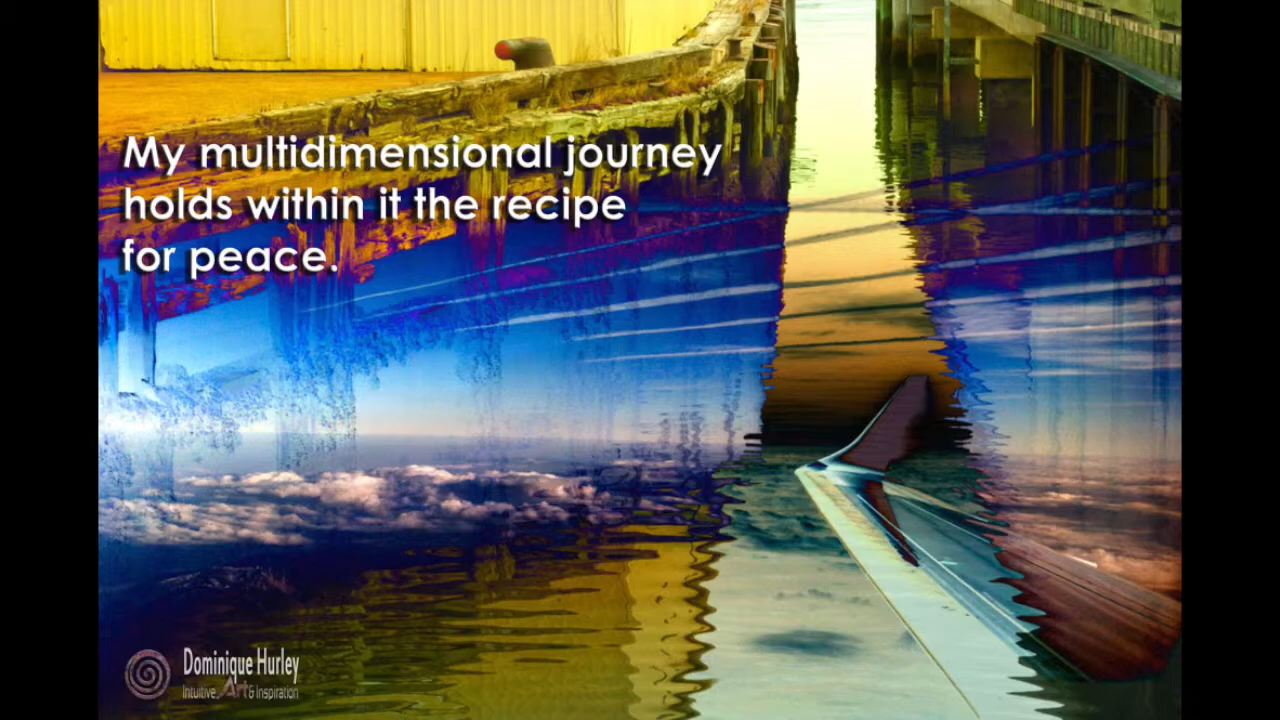 My multidimensional journey
holds within it the recipe
for peace.
Dominique Hurley
Intuitive Art & Inspiration